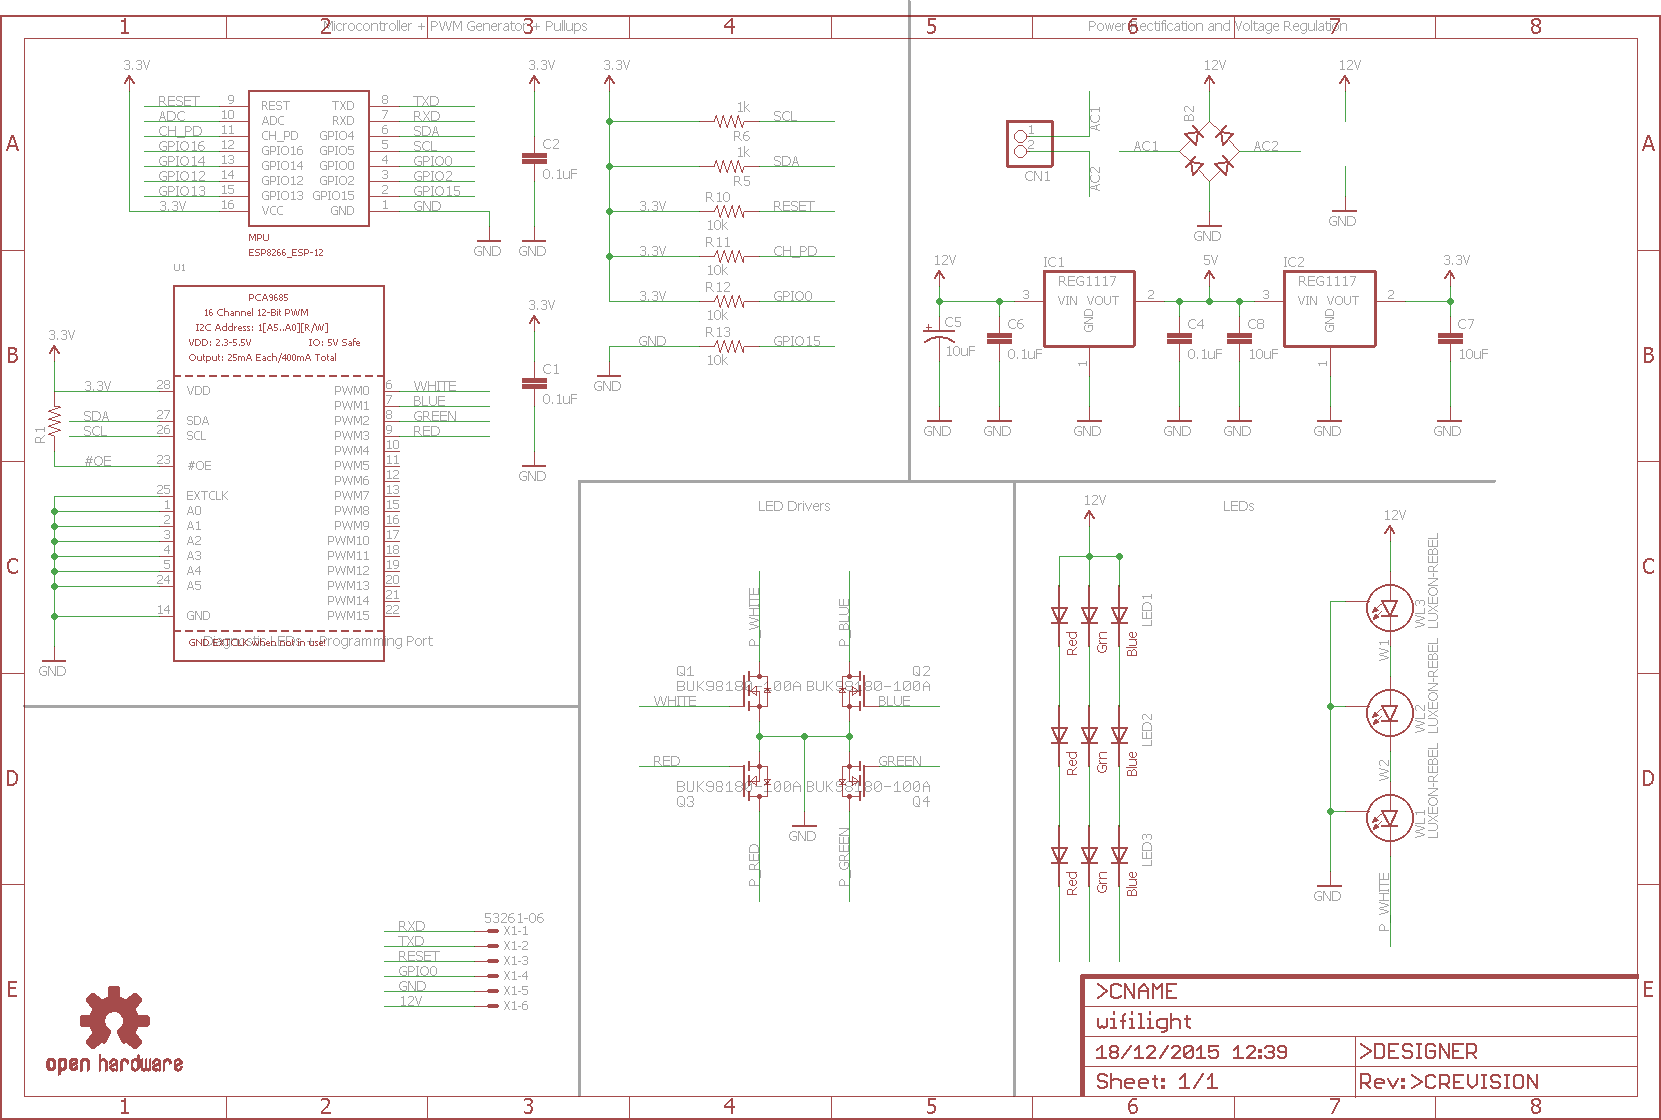 1 2 3 4 5 6 7 8
Microcontroller + PWM Generator + Pullups
Power Rectification and Voltage Regulation
A
B
C
D
E
3.3V
RESET 9 REST TXD 8 TXD
ADC 10 ADC RXD 7 RXD
CH_PD 11 CH_PD GPIO4 6 SDA
GPIO16 12 GPIO16 GPIO5 5 SCL
GPIO14 13 GPIO14 GPIO0 4 GPIO0
GPIO12 14 GPIO12 GPIO2 3 GPIO2
GPIO13 15 GPIO13 GPIO15 2 GPIO15
3.3V 16 VCC GND 1 GND
MPU
ESP8266_ESP-12
GND
3.3V
C2
0.1uF
GND
3.3V
C1
0.1uF
GND
3.3V
1k
R6
SCL
1k
R5
SDA
R10
3.3V
10k
RESET
R11
3.3V
10k
CH_PD
R12
3.3V
10k
GPIO0
R13
GND
10k
GPIO15
GND
U1
PCA9685
16 Channel 12-Bit PWM
I2C Address: 1[A5..A0][R/W]
VDD: 2.3-5.5V IO: 5V Safe
Output: 25mA Each/400mA Total
3.3V
R1
3.3V 28 VDD
SDA 27 SDA
SCL 26 SCL
#OE 23 #OE
25 EXTCLK
1 A0
2 A1
3 A2
4 A3
5 A4
24 A5
14 GND
GND
PWM0 6 WHITE
PWM1 7 BLUE
PWM2 8 GREEN
PWM3 9 RED
PWM4 10
PWM5 11
PWM6 12
PWM7 13
PWM8 15
PWM9 16
PWM10 17
PWM11 18
PWM12 19
PWM13 20
PWM14 21
PWM15 22
GND EXTCLK when not in use!
Diagnostic LEDs + Programming Port
1
2
CN1
AC1
AC2
12V
B2
AC1
AC2
GND
12V
GND
12V
C5
10uF
GND
C6
0.1uF
GND
IC1
REG1117
3 VIN VOUT 2
GND
1
GND
5V
C4
0.1uF
GND
C8
10uF
GND
IC2
REG1117
3 VIN VOUT 2
GND
1
GND
3.3V
C7
10uF
GND
LED Drivers
P_WHITE
P_BLUE
Q1
BUK98180-100A
WHITE
Q2
BUK98180-100A
BLUE
RED
BUK98180-100A
Q3
GREEN
BUK98180-100A
Q4
GND
P_RED
P_GREEN
LEDs
12V
Red Grn Blue LED1
Red Grn Blue LED2
Red Grn Blue LED3
12V
WL3
LUXEON-REBEL
W1
WL2
LUXEON-REBEL
W2
WL1
LUXEON-REBEL
GND
P_WHITE
53261-06
RXD X1-1
TXD X1-2
RESET X1-3
GPIO0 X1-4
GND X1-5
12V X1-6
open hardware
>CNAME
wifilight
18/12/2015 12:39
>DESIGNER
Sheet: 1/1
Rev:>CREVISION
A
B
C
D
E
1 2 3 4 5 6 7 8